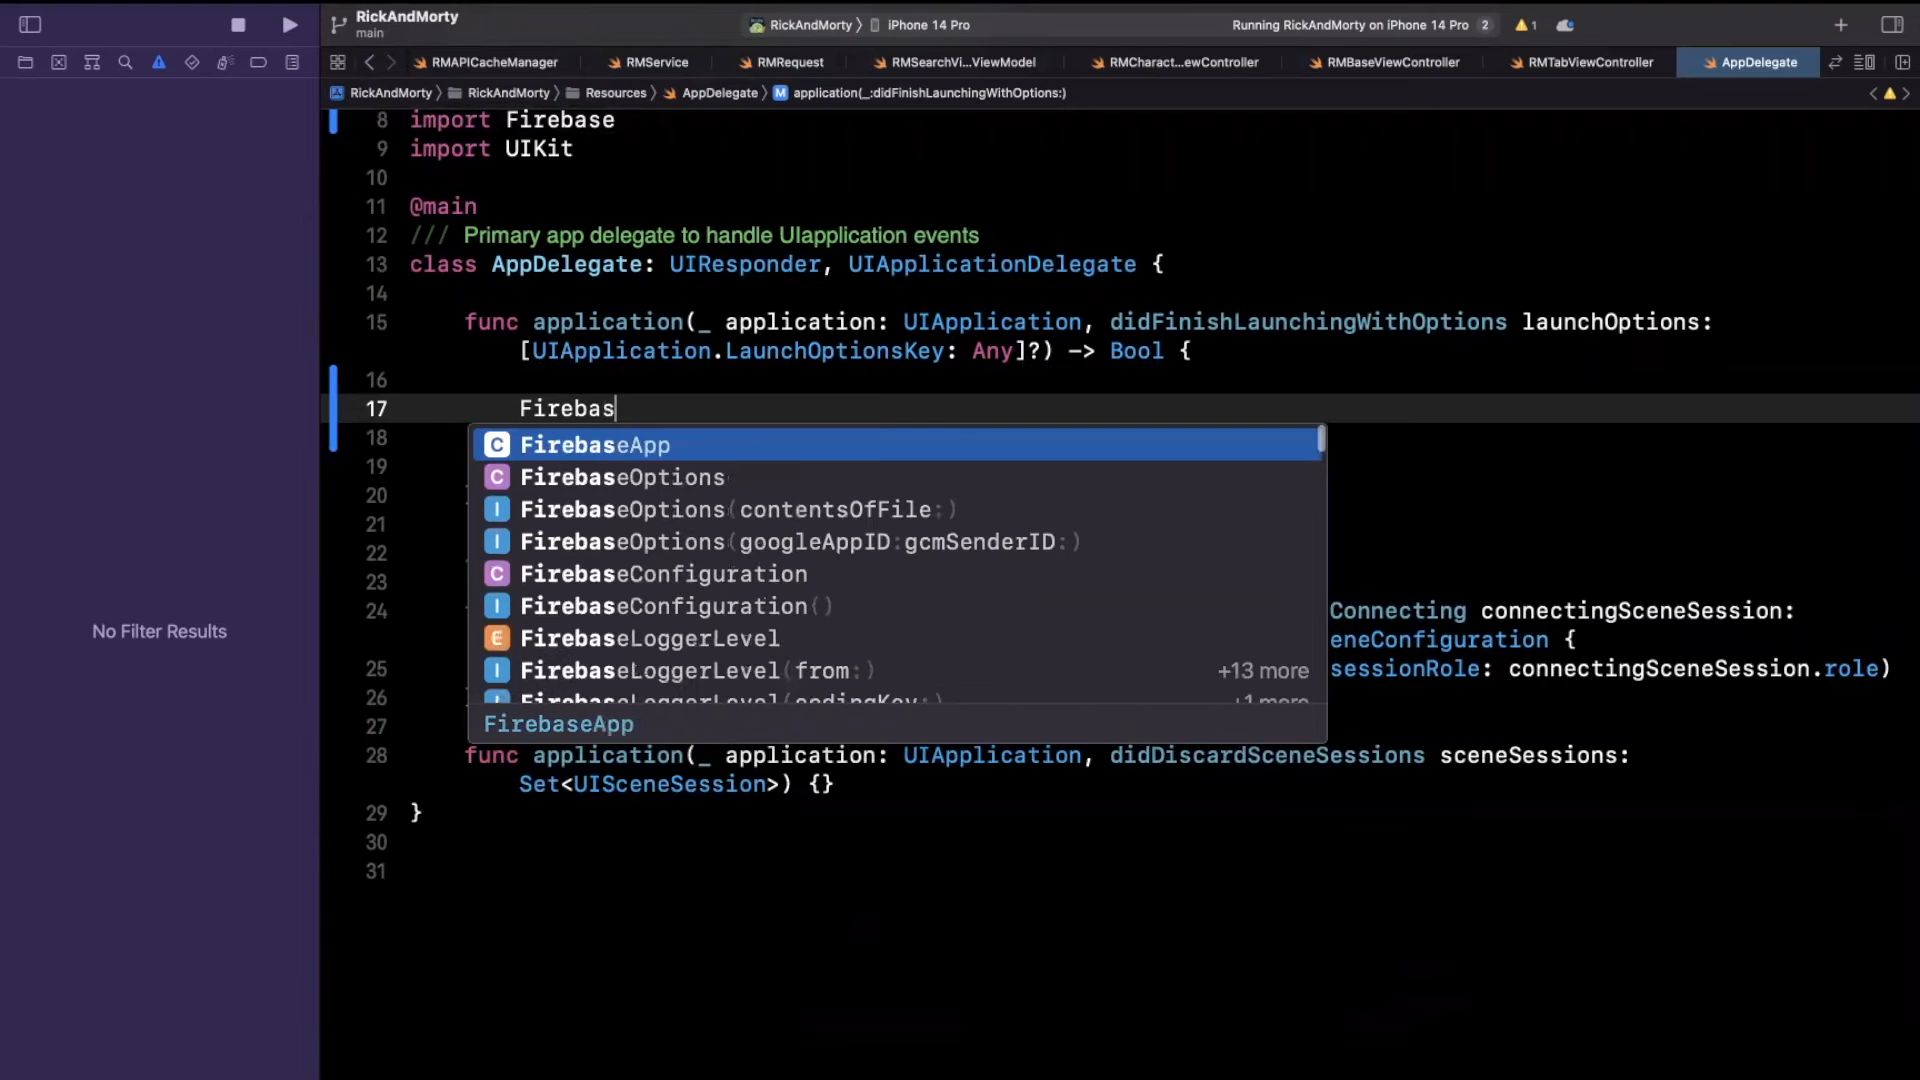 RickAndMorty
main
RickAndMorty
iPhone 14 Pro
Running RickAndMorty on iPhone 14 Pro
2
1
RMAPICacheManager
RMService
RMRequest
RMSearchVi...ViewModel
RMCharact...ewController
RMBaseViewController
RMTabViewController
AppDelegate
RickAndMorty
RickAndMorty
Resources
AppDelegate
M application(_:didFinishLaunchingWithOptions:)
8 import Firebase
9 import UIKit
10
11 @main
12 /// Primary app delegate to handle UIapplication events
13 class AppDelegate: UIResponder, UIApplicationDelegate {
14
15 func application(_ application: UIApplication, didFinishLaunchingWithOptions launchOptions:
[UIApplication.LaunchOptionsKey: Any]?) -> Bool {
16
17 Firebas
C FirebaseApp
C FirebaseOptions
I FirebaseOptions(contentsOfFile:)
I FirebaseOptions(googleAppID:gcmSenderID:)
C FirebaseConfiguration
I FirebaseConfiguration()
E FirebaseLoggerLevel
I FirebaseLoggerLevel(from:) +13 more
I FirebaseLoggerLevel(codingKey:) +1 more
FirebaseApp
18
19
20
21
22
23
24 Connecting connectingSceneSession:
eneConfiguration {
25 sessionRole: connectingSceneSession.role)
26
27
28 func application(_ application: UIApplication, didDiscardSceneSessions sceneSessions:
Set<UISceneSession>) {}
29 }
30
31
No Filter Results